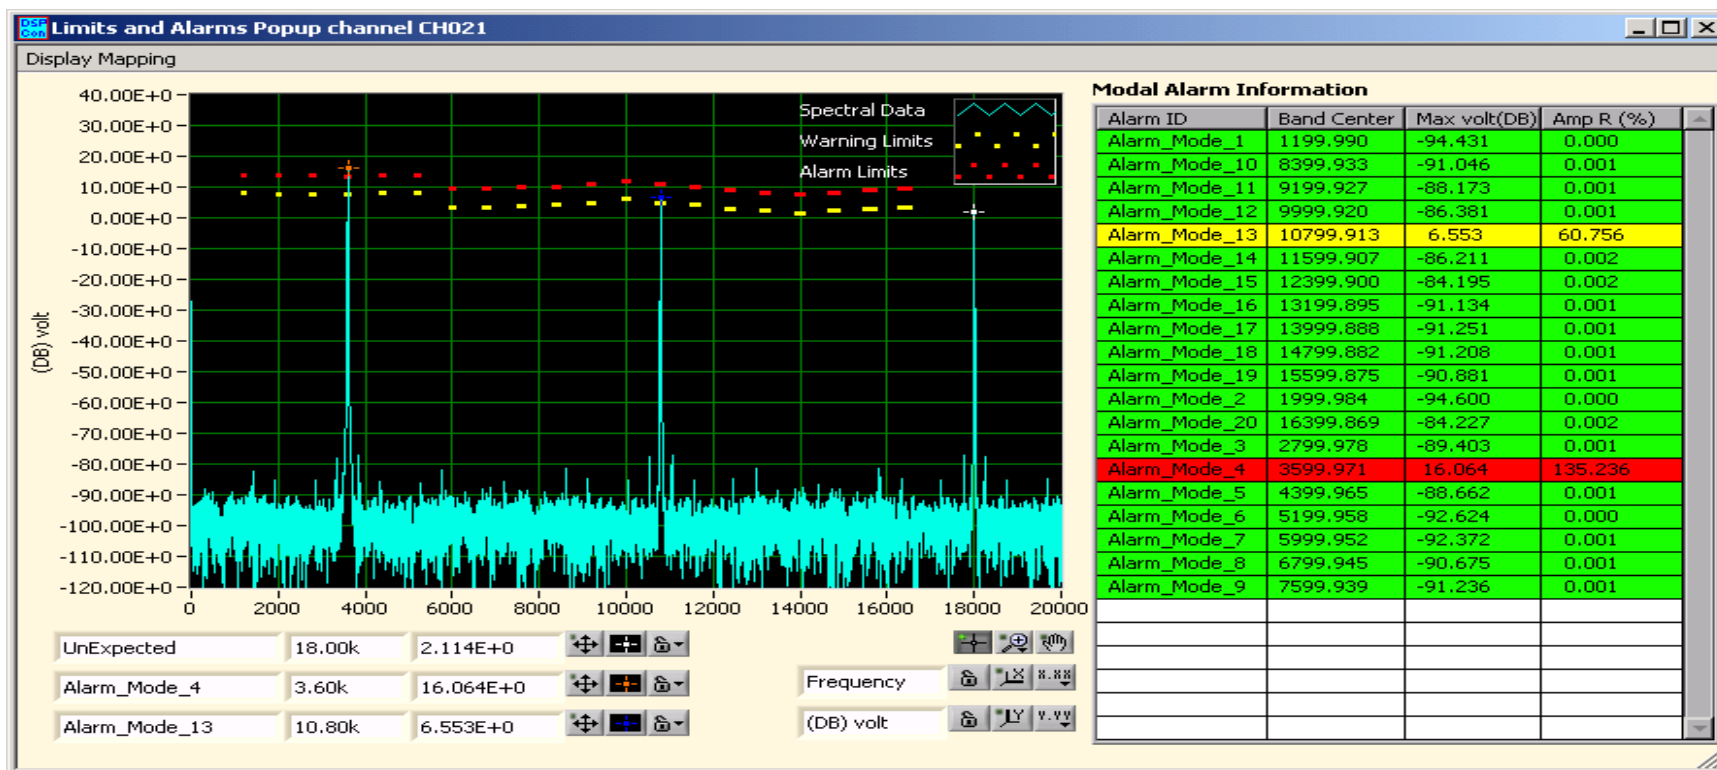 DSP
Con
Limits and Alarms Popup channel CH021
Display Mapping
40.00E+0
30.00E+0
20.00E+0
10.00E+0
0.00E+0
-10.00E+0
-20.00E+0
-30.00E+0
-40.00E+0
-50.00E+0
-60.00E+0
-70.00E+0
-80.00E+0
-90.00E+0
-100.00E+0
-110.00E+0
-120.00E+0
(DB) volt
Spectral Data
Warning Limits
Alarm Limits
0 2000 4000 6000 8000 10000 12000 14000 16000 18000 20000
UnExpected 18.00k 2.114E+0
Alarm_Mode_4 3.60k 16.064E+0
Alarm_Mode_13 10.80k 6.553E+0
Frequency X X.XX
(DB) volt Y Y.YY
Modal Alarm Information
Alarm ID Band Center Max volt(DB) Amp R (%)
Alarm_Mode_1 1199.990 -94.431 0.000
Alarm_Mode_10 8399.933 -91.046 0.001
Alarm_Mode_11 9199.927 -88.173 0.001
Alarm_Mode_12 9999.920 -86.381 0.001
Alarm_Mode_13 10799.913 6.553 60.756
Alarm_Mode_14 11599.907 -86.211 0.002
Alarm_Mode_15 12399.900 -84.195 0.002
Alarm_Mode_16 13199.895 -91.134 0.001
Alarm_Mode_17 13999.888 -91.251 0.001
Alarm_Mode_18 14799.882 -91.208 0.001
Alarm_Mode_19 15599.875 -90.881 0.001
Alarm_Mode_2 1999.984 -94.600 0.000
Alarm_Mode_20 16399.869 -84.227 0.002
Alarm_Mode_3 2799.978 -89.403 0.001
Alarm_Mode_4 3599.971 16.064 135.236
Alarm_Mode_5 4399.965 -88.662 0.001
Alarm_Mode_6 5199.958 -92.624 0.000
Alarm_Mode_7 5999.952 -92.372 0.001
Alarm_Mode_8 6799.945 -90.675 0.001
Alarm_Mode_9 7599.939 -91.236 0.001